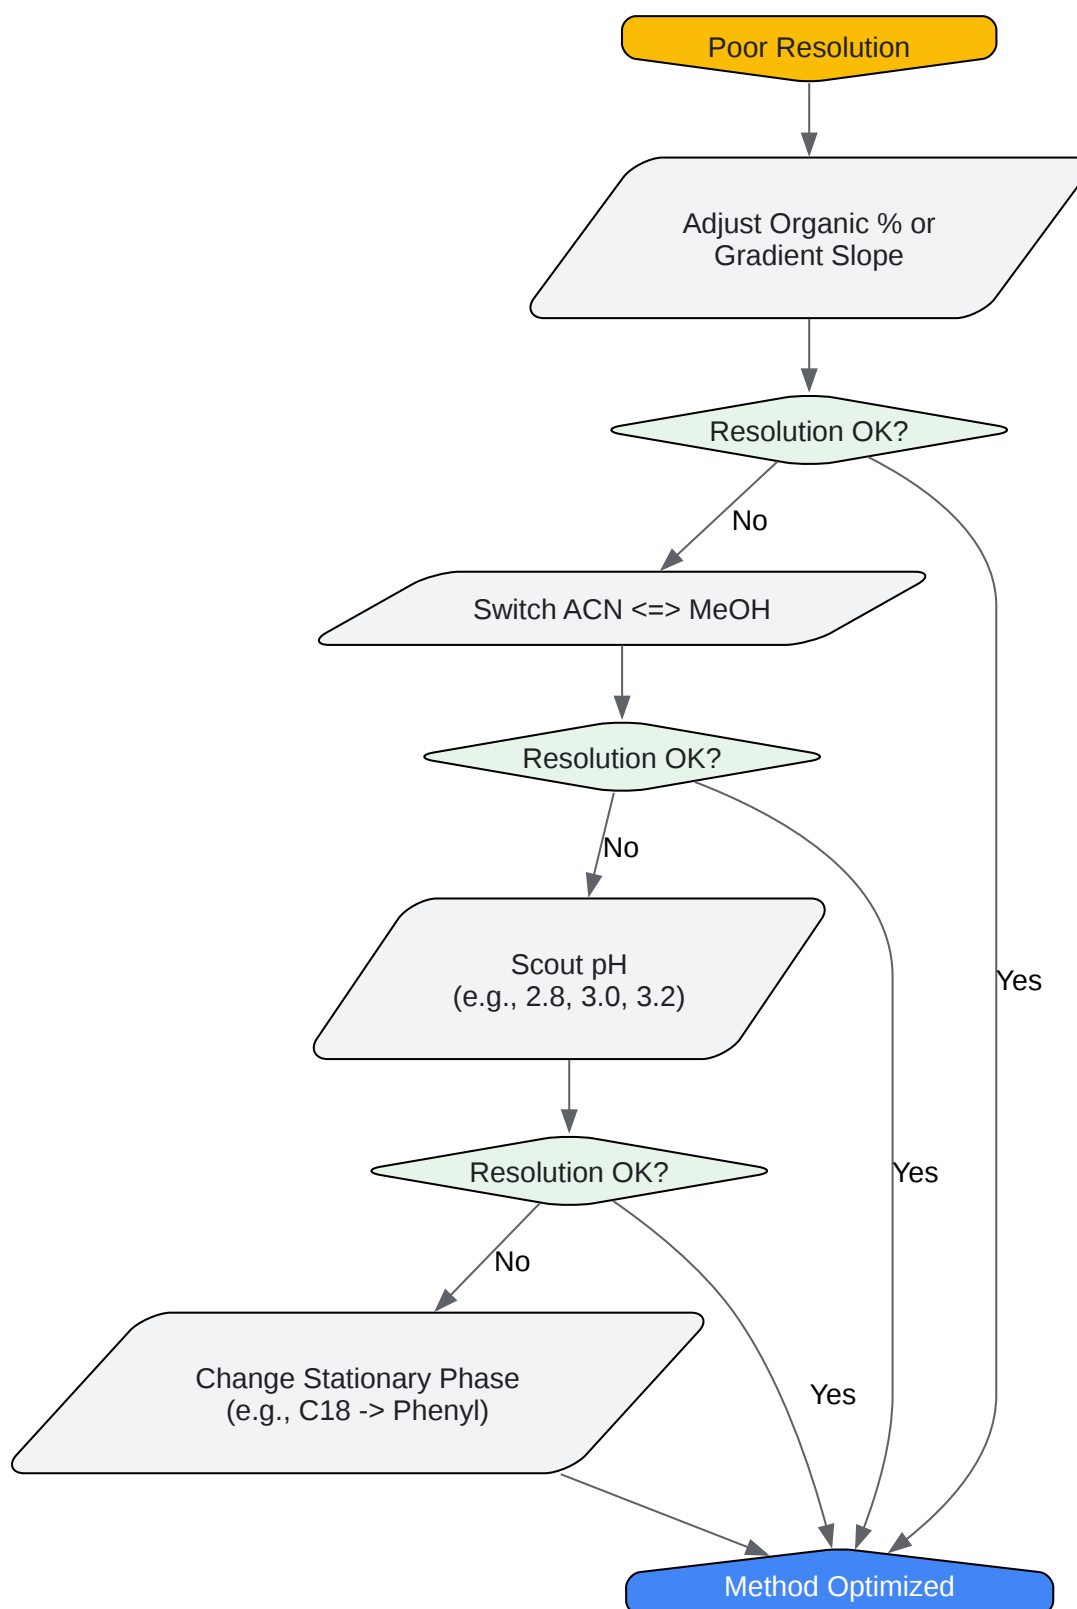 Poor Resolution
Adjust Organic % or
Gradient Slope
Resolution OK?
No
Switch ACN <=> MeOH
Resolution OK?
No
Scout pH
(e.g., 2.8, 3.0, 3.2)
Yes
Resolution OK?
Yes
No
Change Stationary Phase
(e.g., C18 -> Phenyl)
Yes
Method Optimized